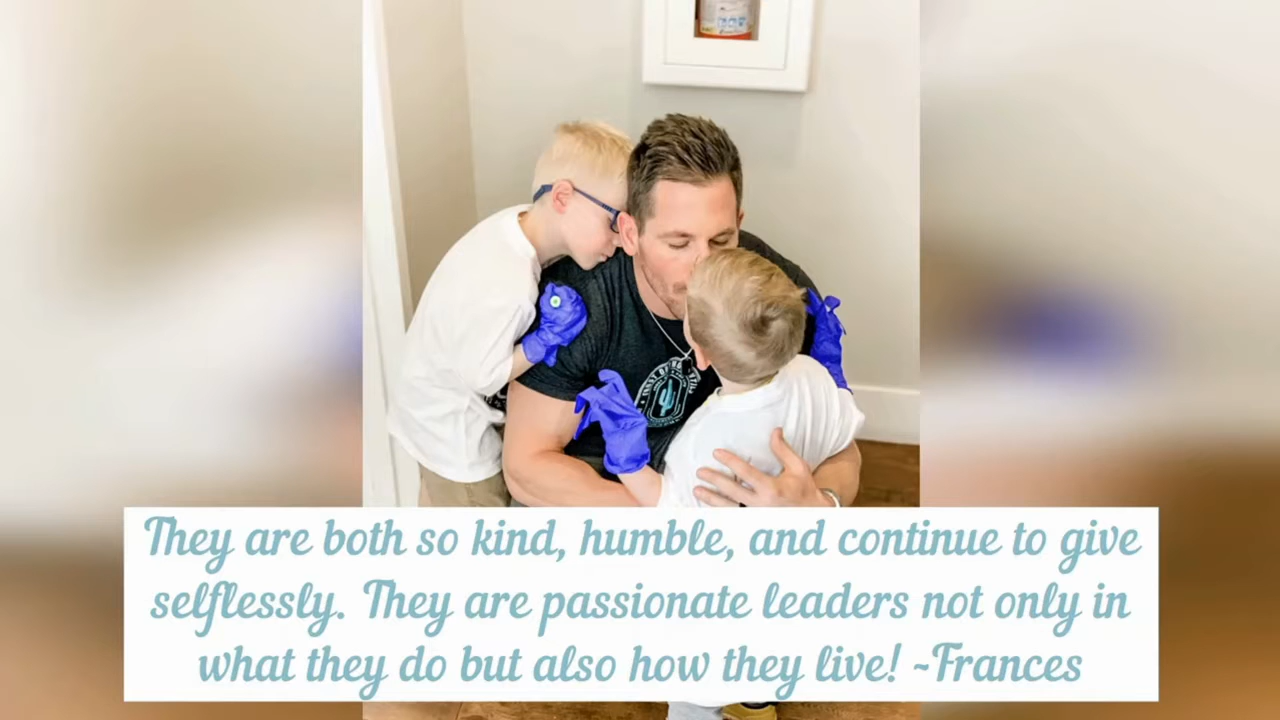 They are both so kind, humble, and continue to give
selflessly. They are passionate leaders not only in
what they do but also how they live! ~Frances